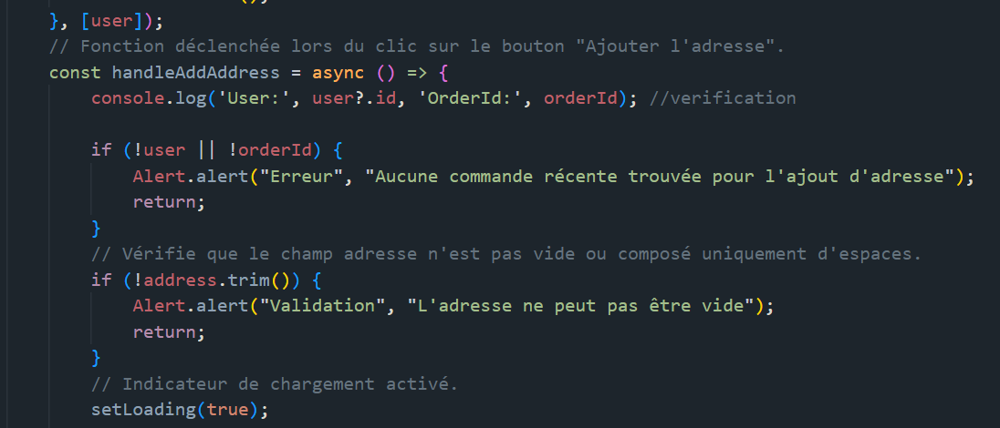 }, [user]);
// Fonction déclenchée lors du clic sur le bouton "Ajouter l'adresse".
const handleAddAddress = async () => {
console.log('User:', user?.id, 'OrderId:', orderId); //verification
if (!user || !orderId) {
Alert.alert("Erreur", "Aucune commande récente trouvée pour l'ajout d'adresse");
return;
}
// Vérifie que le champ adresse n'est pas vide ou composé uniquement d'espaces.
if (!address.trim()) {
Alert.alert("Validation", "L'adresse ne peut pas être vide");
return;
}
// Indicateur de chargement activé.
setLoading(true);